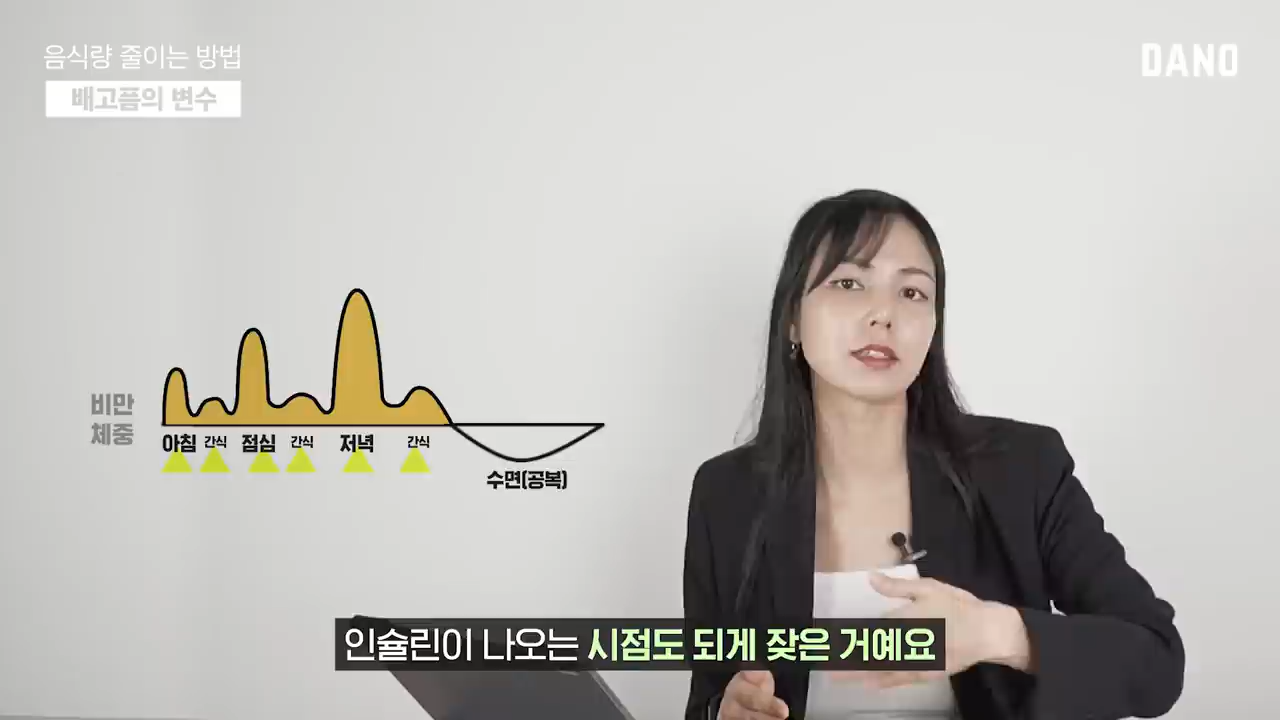 음식량 줄이는 방법
DANO
배고픔의 변수
비만
체중
아침 간식 점심 간식 저녁 간식
수면(공복)
인슐린이 나오는 시점도 되게 잦은 거예요